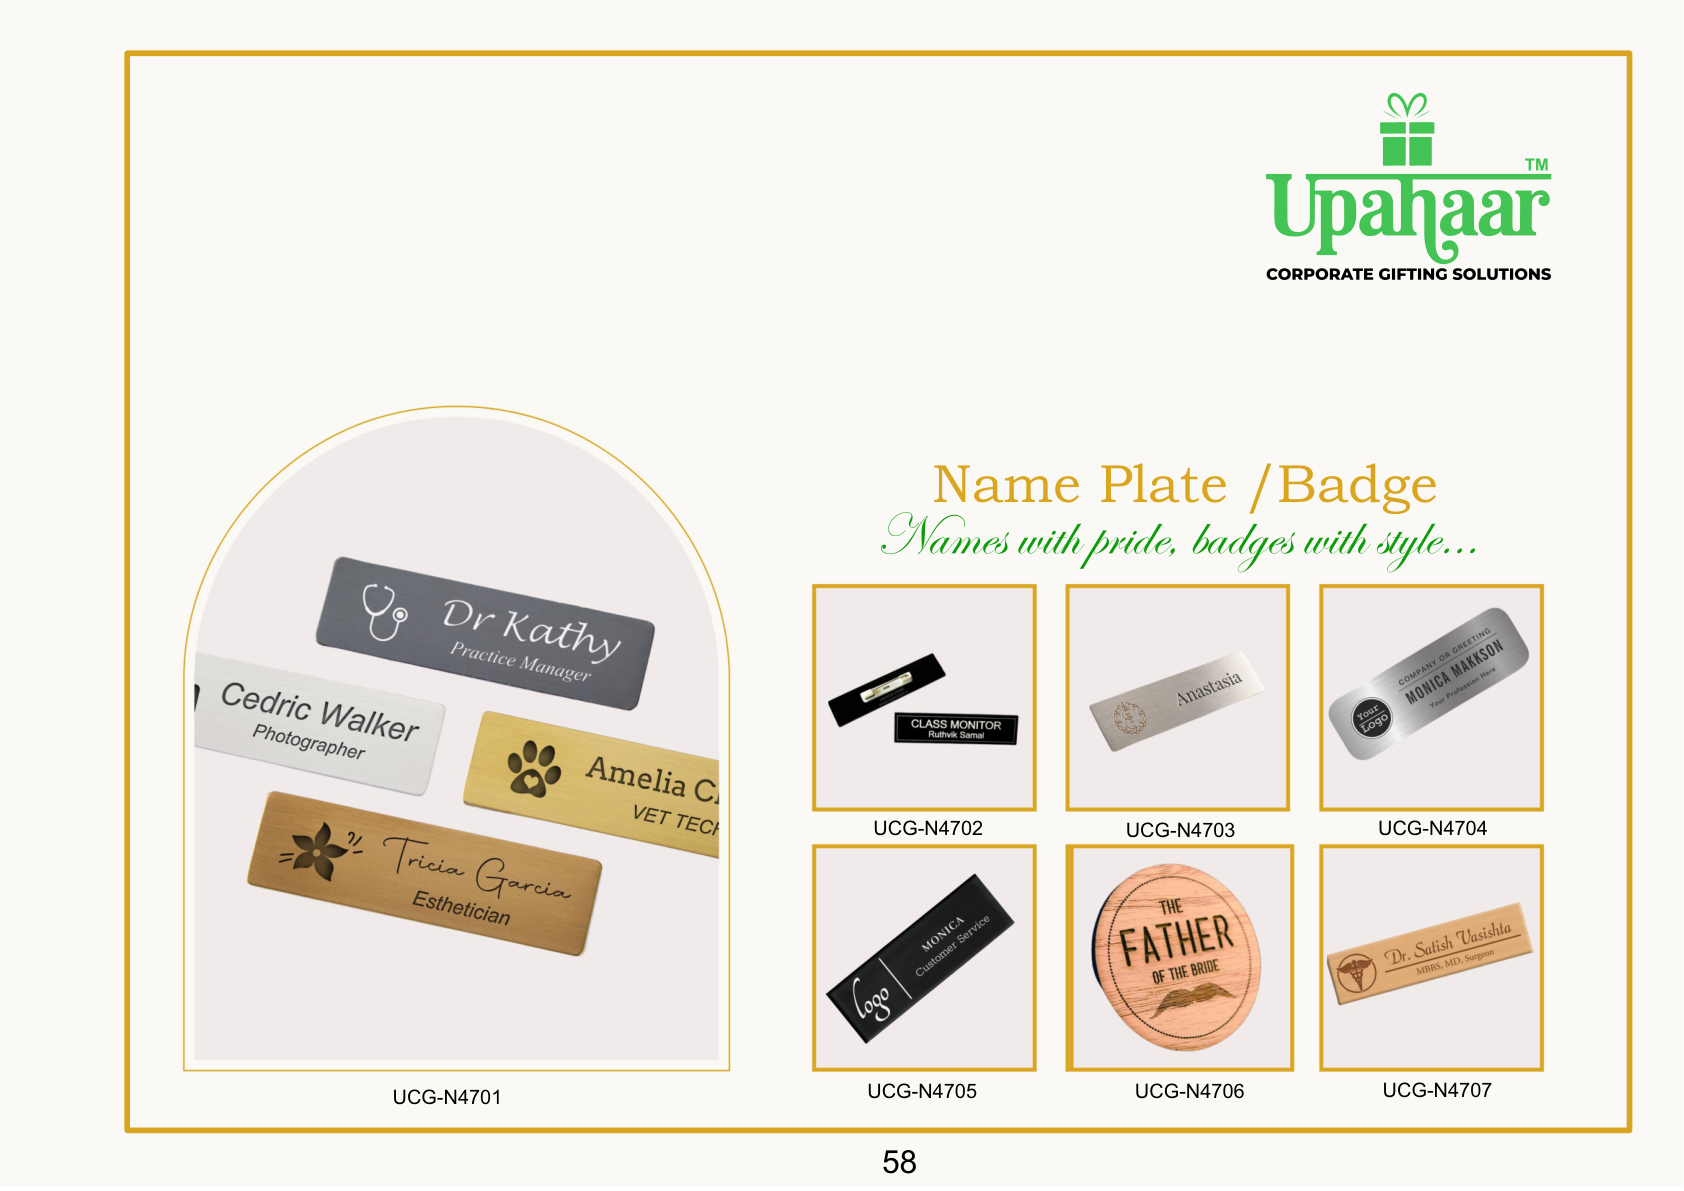 TM
Upahaar
CORPORATE GIFTING SOLUTIONS
Name Plate /Badge
Names with pride, badges with style...
Dr Kathy
Practice Manager
Cedric Walker
Photographer
Amelia C
VET TECH
Tricia Garcia
Esthetician
UCG-N4701
CLASS MONITOR
Ruthvik Samal
UCG-N4702
Anastasia
UCG-N4703
COMPANY OR GREETING
MONICA MAKKSON
Your Profession Here
Your
Logo
UCG-N4704
MONICA
Customer Service
Logo
UCG-N4705
THE
FATHER
OF THE BRIDE
UCG-N4706
Dr. Satish Vasishta
MBBS, MD, Surgeon
UCG-N4707
58